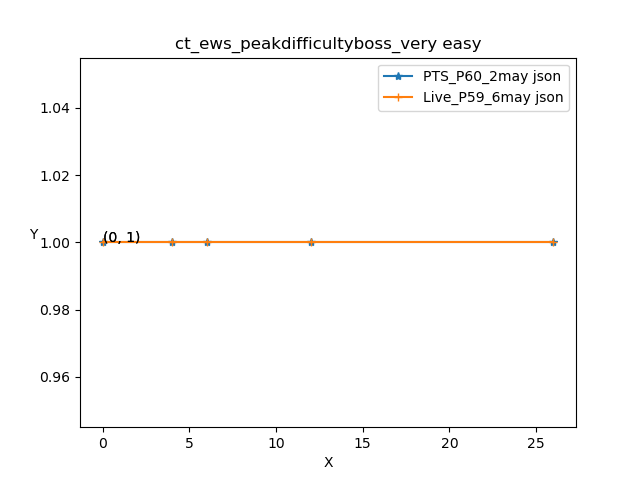 ct_ews_peakdifficultyboss_very easy
PTS_P60_2may json
Live_P59_6may json
1.04
1.02
Y
1.00
(0, 1)
0.98
0.96
0
5
10
15
20
25
X